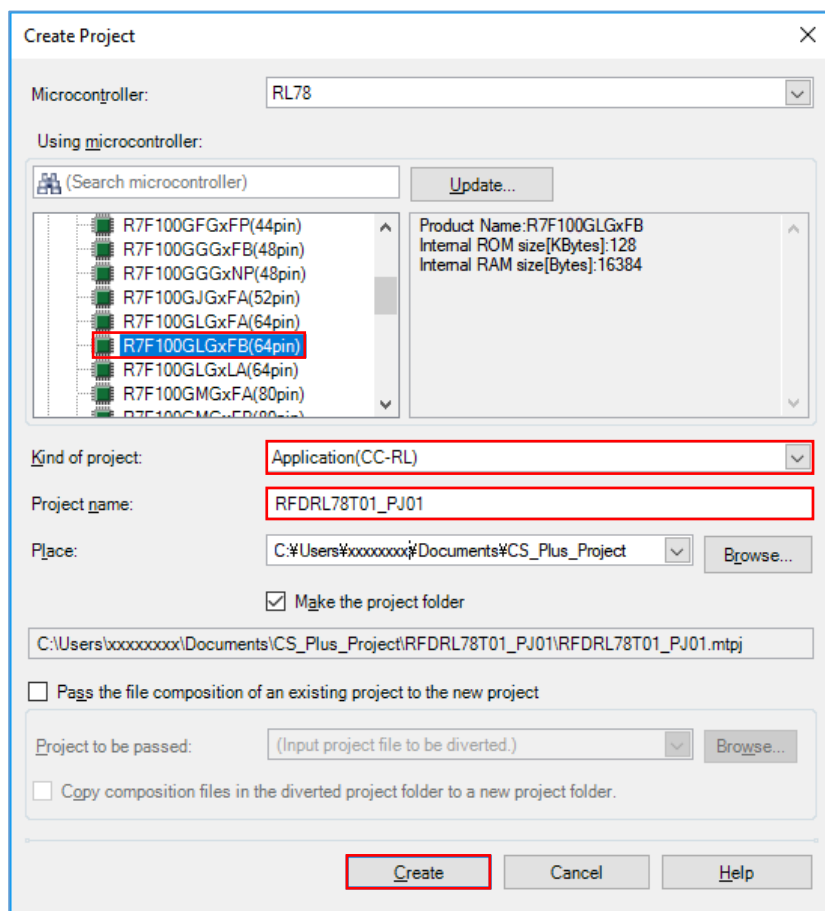 Create Project
Microcontroller:
RL78
Using microcontroller:
(Search microcontroller)
Update...
R7F100GFGxFP(44pin)
R7F100GGGxFB(48pin)
R7F100GGGxNP(48pin)
R7F100GJGxFA(52pin)
R7F100GLGxFA(64pin)
R7F100GLGxFB(64pin)
R7F100GLGxLA(64pin)
R7F100GMGxFA(80pin)
R7F100GMGxFB(80pin)
Product Name:R7F100GLGxFB
Internal ROM size[KBytes]:128
Internal RAM size[Bytes]:16384
Kind of project:
Application(CC-RL)
Project name:
RFDRL78T01_PJ01
Place:
C:¥Users¥xxxxxxxx¥Documents¥CS_Plus_Project
Browse...
Make the project folder
C:\Users\xxxxxxxxx\Documents\CS_Plus_Project\RFDRL78T01_PJ01\RFDRL78T01_PJ01.mtpj
Pass the file composition of an existing project to the new project
Project to be passed:
(Input project file to be diverted.)
Browse...
Copy composition files in the diverted project folder to a new project folder.
Create
Cancel
Help